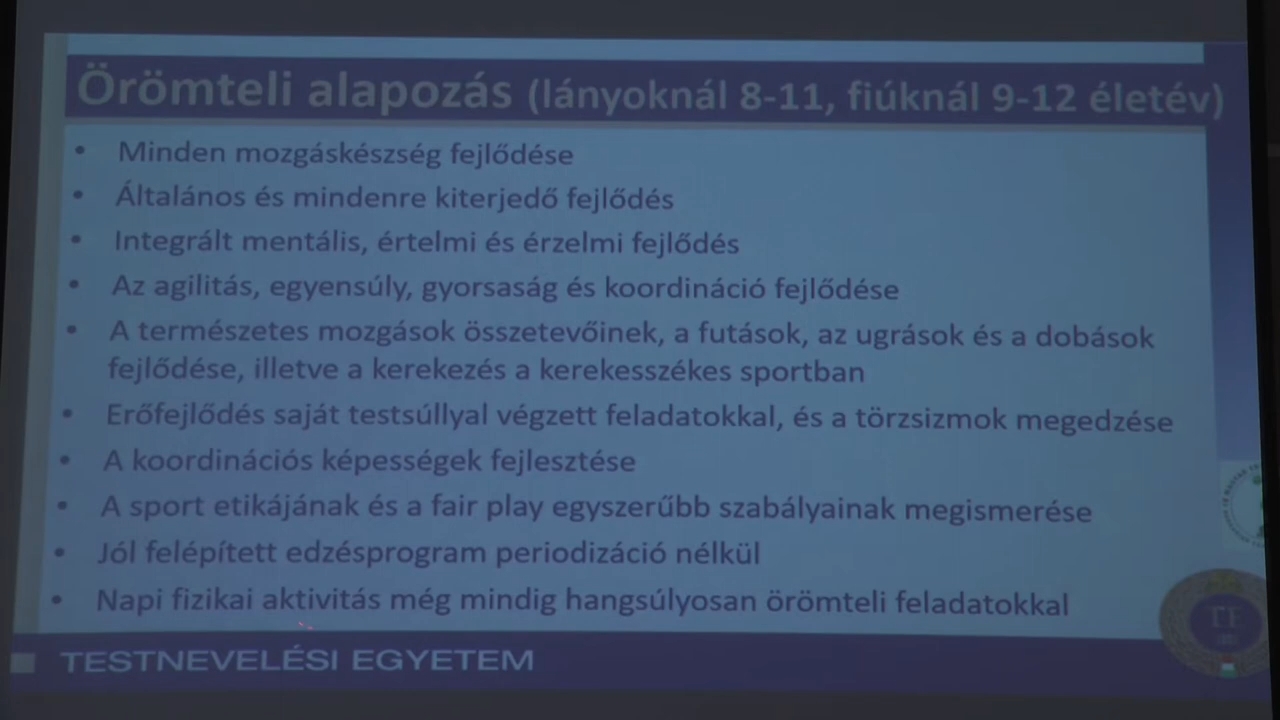 Örömteli alapozás (lányoknál 8-11, fiúknál 9-12 életév)
• Minden mozgáskészség fejlődése
• Általános és mindenre kiterjedő fejlődés
• Integrált mentális, értelmi és érzelmi fejlődés
• Az agilitás, egyensúly, gyorsaság és koordináció fejlődése
• A természetes mozgások összetevőinek, a futások, az ugrások és a dobások
fejlődése, illetve a kerekezés a kerekesszékes sportban
• Erőfejlődés saját testsúllyal végzett feladatokkal, és a törzsizmok megedzése
• A koordinációs képességek fejlesztése
• A sport etikájának és a fair play egyszerűbb szabályainak megismerése
• Jól felépített edzésprogram periodizáció nélkül
• Napi fizikai aktivitás még mindig hangsúlyosan örömteli feladatokkal
TESTNEVELÉSI EGYETEM